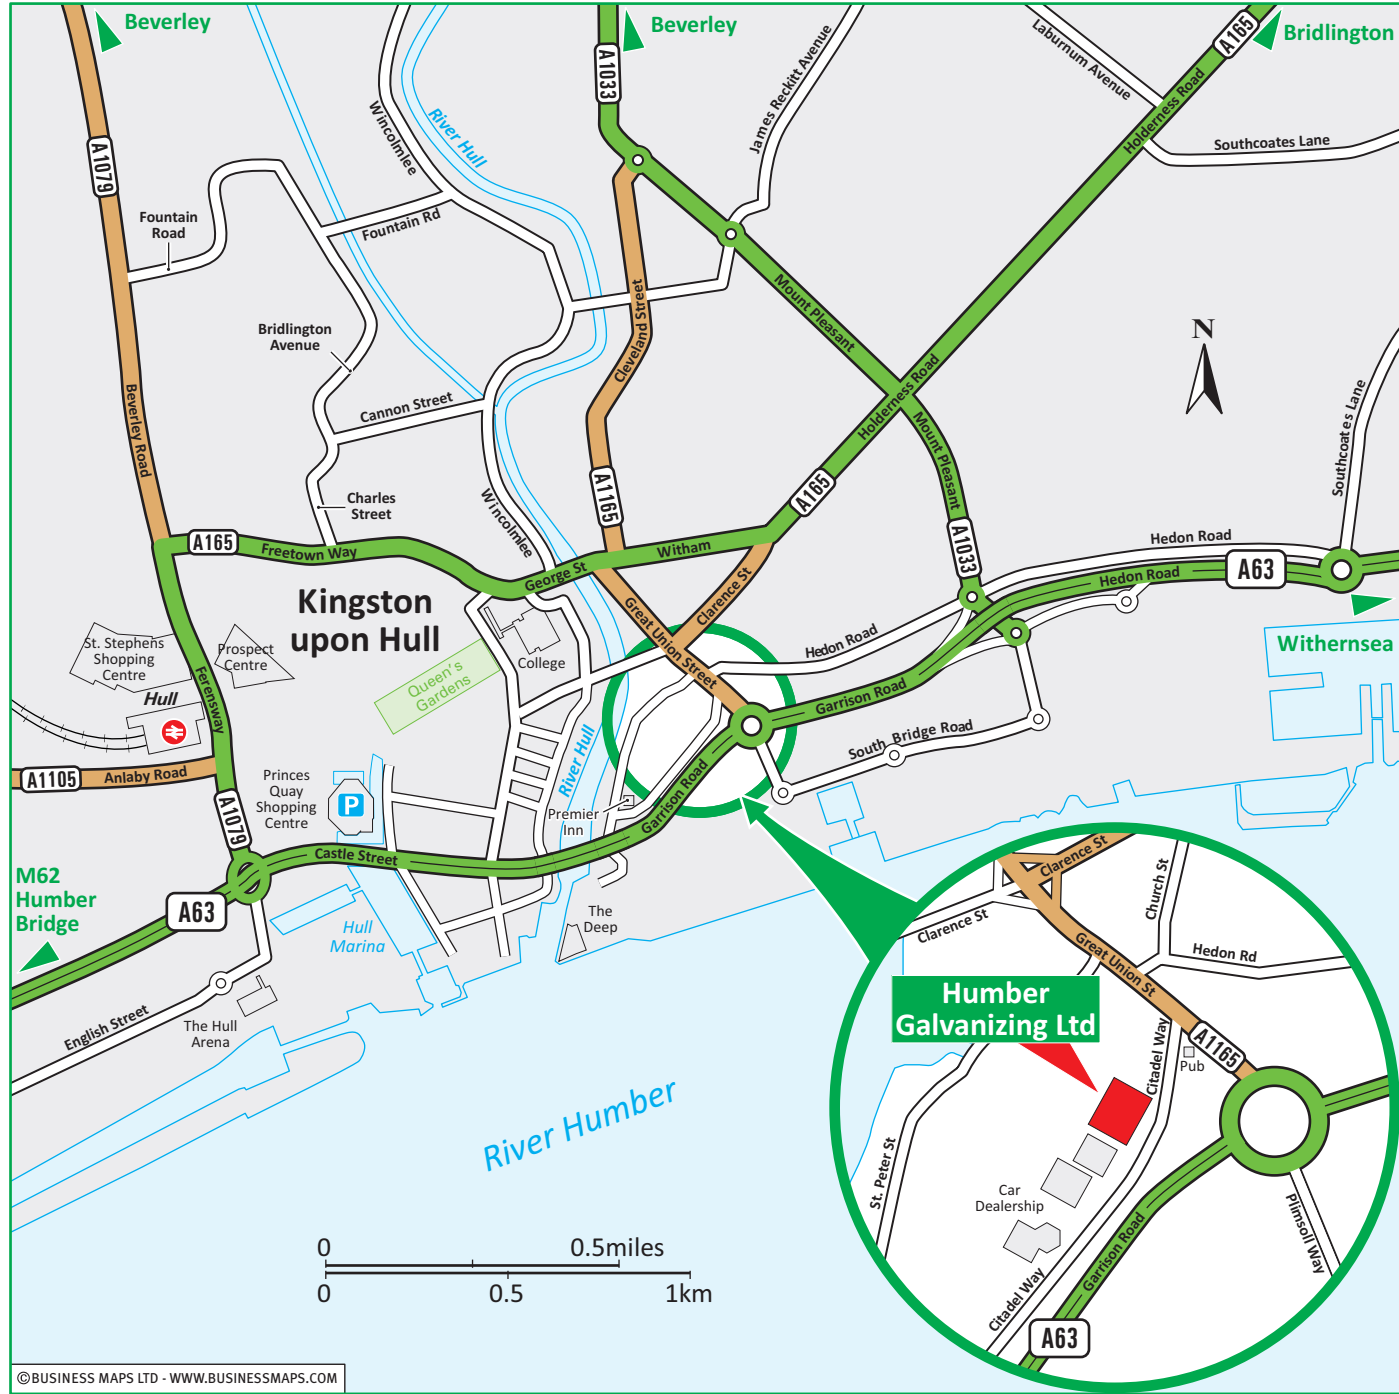 Beverley
Beverley
Bridlington
A1033
A165
Laburnum Avenue
James Reckitt Avenue
Wincolmlee
River Hull
Holderness Road
Southcoates Lane
A1079
Fountain
Road
Fountain Rd
Mount Pleasant
Cleveland Street
Bridlington
Avenue
N
Beverley Road
Cannon Street
Holderness Road
Mount Pleasant
Southcoates Lane
Charles
Street
Wincolmlee
A1165
A165
A165
Freetown Way
George St
Witham
A1033
Hedon Road
Hedon Road
A63
Kingston
upon Hull
Great Union Street
Clarence St
Hedon Road
Withernsea
St. Stephens
Shopping
Centre
Prospect
Centre
College
Queen's
Gardens
Ferensway
Hull
Garrison Road
South Bridge Road
River Hull
A1105
Anlaby Road
Princes
Quay
Shopping
Centre
P
A1079
Premier
Inn
Garrison Road
Castle Street
M62
Humber
Bridge
A63
Hull
Marina
The
Deep
English Street
The Hull
Arena
Clarence St
Church St
Clarence St
Great Union St
Hedon Rd
Humber
Galvanizing Ltd
Citadel Way
A1165
Pub
St. Peter St
Car
Dealership
Plimsoll Way
Garrison Road
Citadel Way
A63
River Humber
0
0.5miles
0
0.5
1km
©BUSINESS MAPS LTD - WWW.BUSINESSMAPS.COM